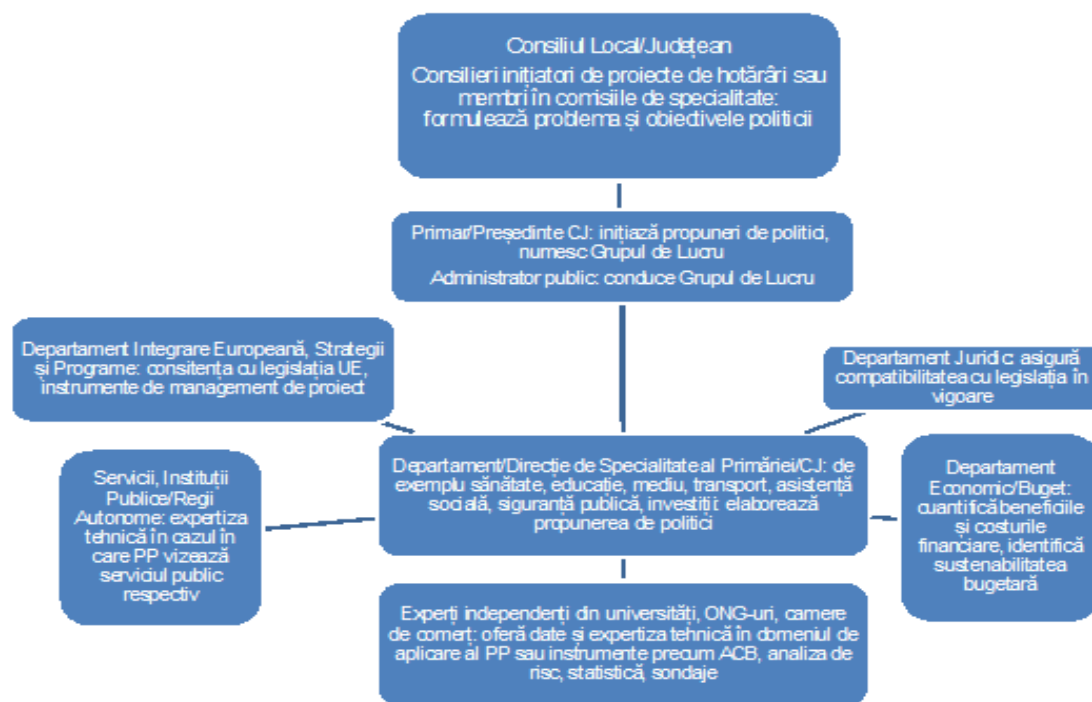 Consiliul Local/Județean
Consilieri inițiatori de proiecte de hotărâri sau
membri în comisiile de specialitate:
formulează problema și obiectivele politicii
Primar/Președinte CJ: inițiază propuneri de politici,
numesc Grupul de Lucru
Administrator public: conduce Grupul de Lucru
Departament Integrare Europeană, Strategii
și Programe: consitența cu legislația UE,
instrumente de management de proiect
Departament Juridic: asigură
compatibilitatea cu legislația în
vigoare
Servicii, Instituții
Publice/Regii
Autonome: expertiza
tehnică în cazul în
care PP vizează
serviciul public
respectiv
Departament/Direcție de Specialitate al Primăriei/CJ: de
exemplu sănătate, educație, mediu, transport, asistență
socială, siguranță publică, investiții: elaborează
propunerea de politici
Departament
Economic/Buget:
cuantifică beneficiile
și costurile
financiare, identifică
sustenabilitatea
bugetară
Experți independenți din universități, ONG-uri, camere
de comerț: oferă date și expertiza tehnică în domeniul de
aplicare al PP sau instrumente precum ACB, analiza de
risc, statistică, sondaje